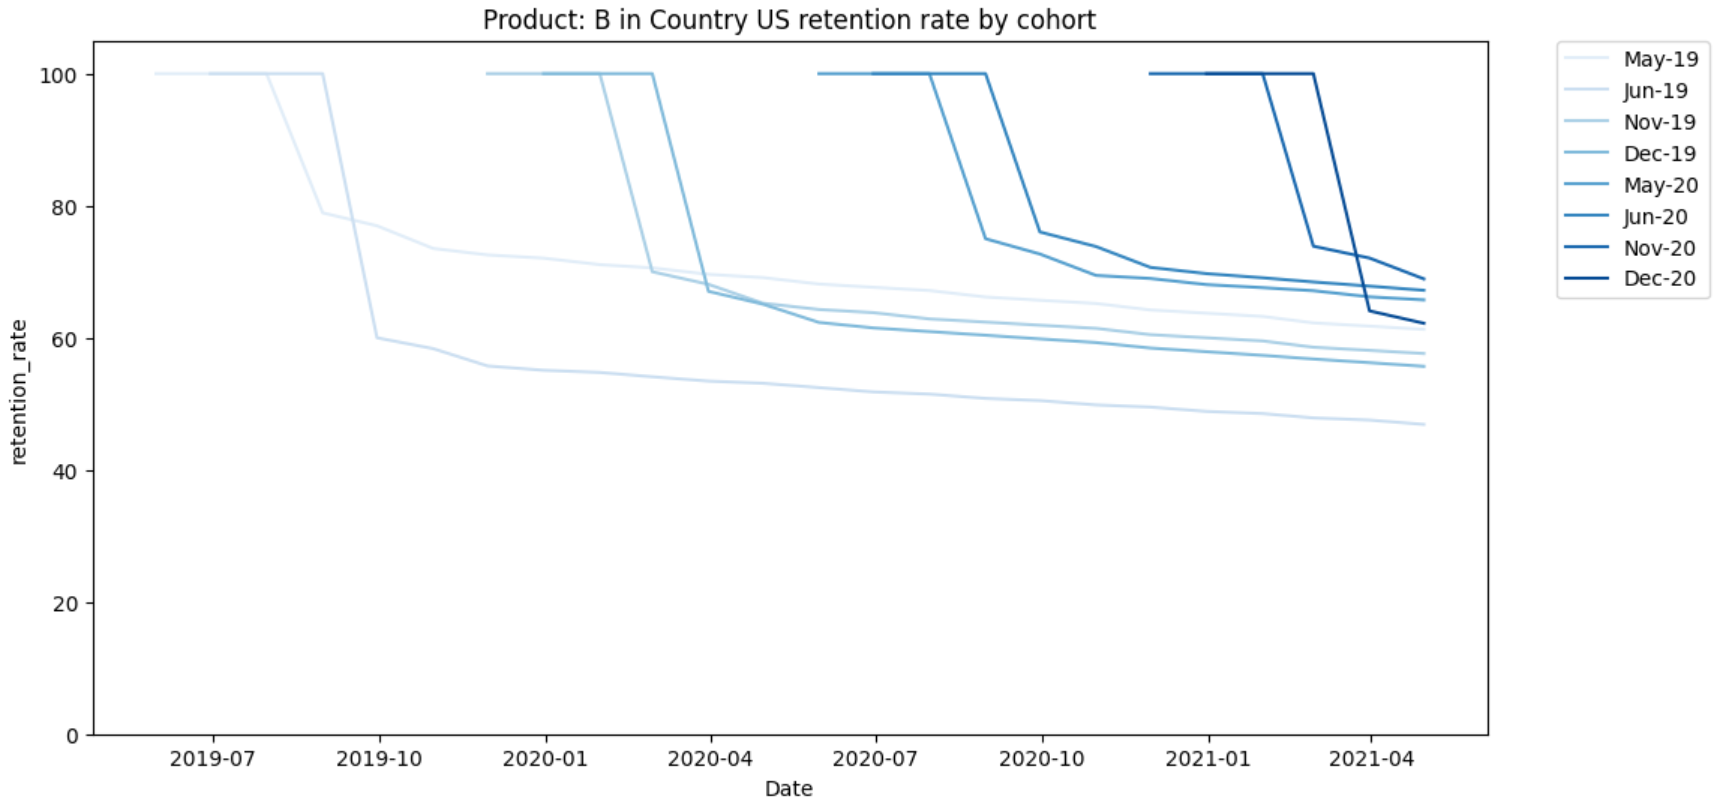 Product: B in Country US retention rate by cohort
100
80
60
40
20
0
retention_rate
2019-07
2019-10
2020-01
2020-04
2020-07
2020-10
2021-01
2021-04
Date
May-19
Jun-19
Nov-19
Dec-19
May-20
Jun-20
Nov-20
Dec-20